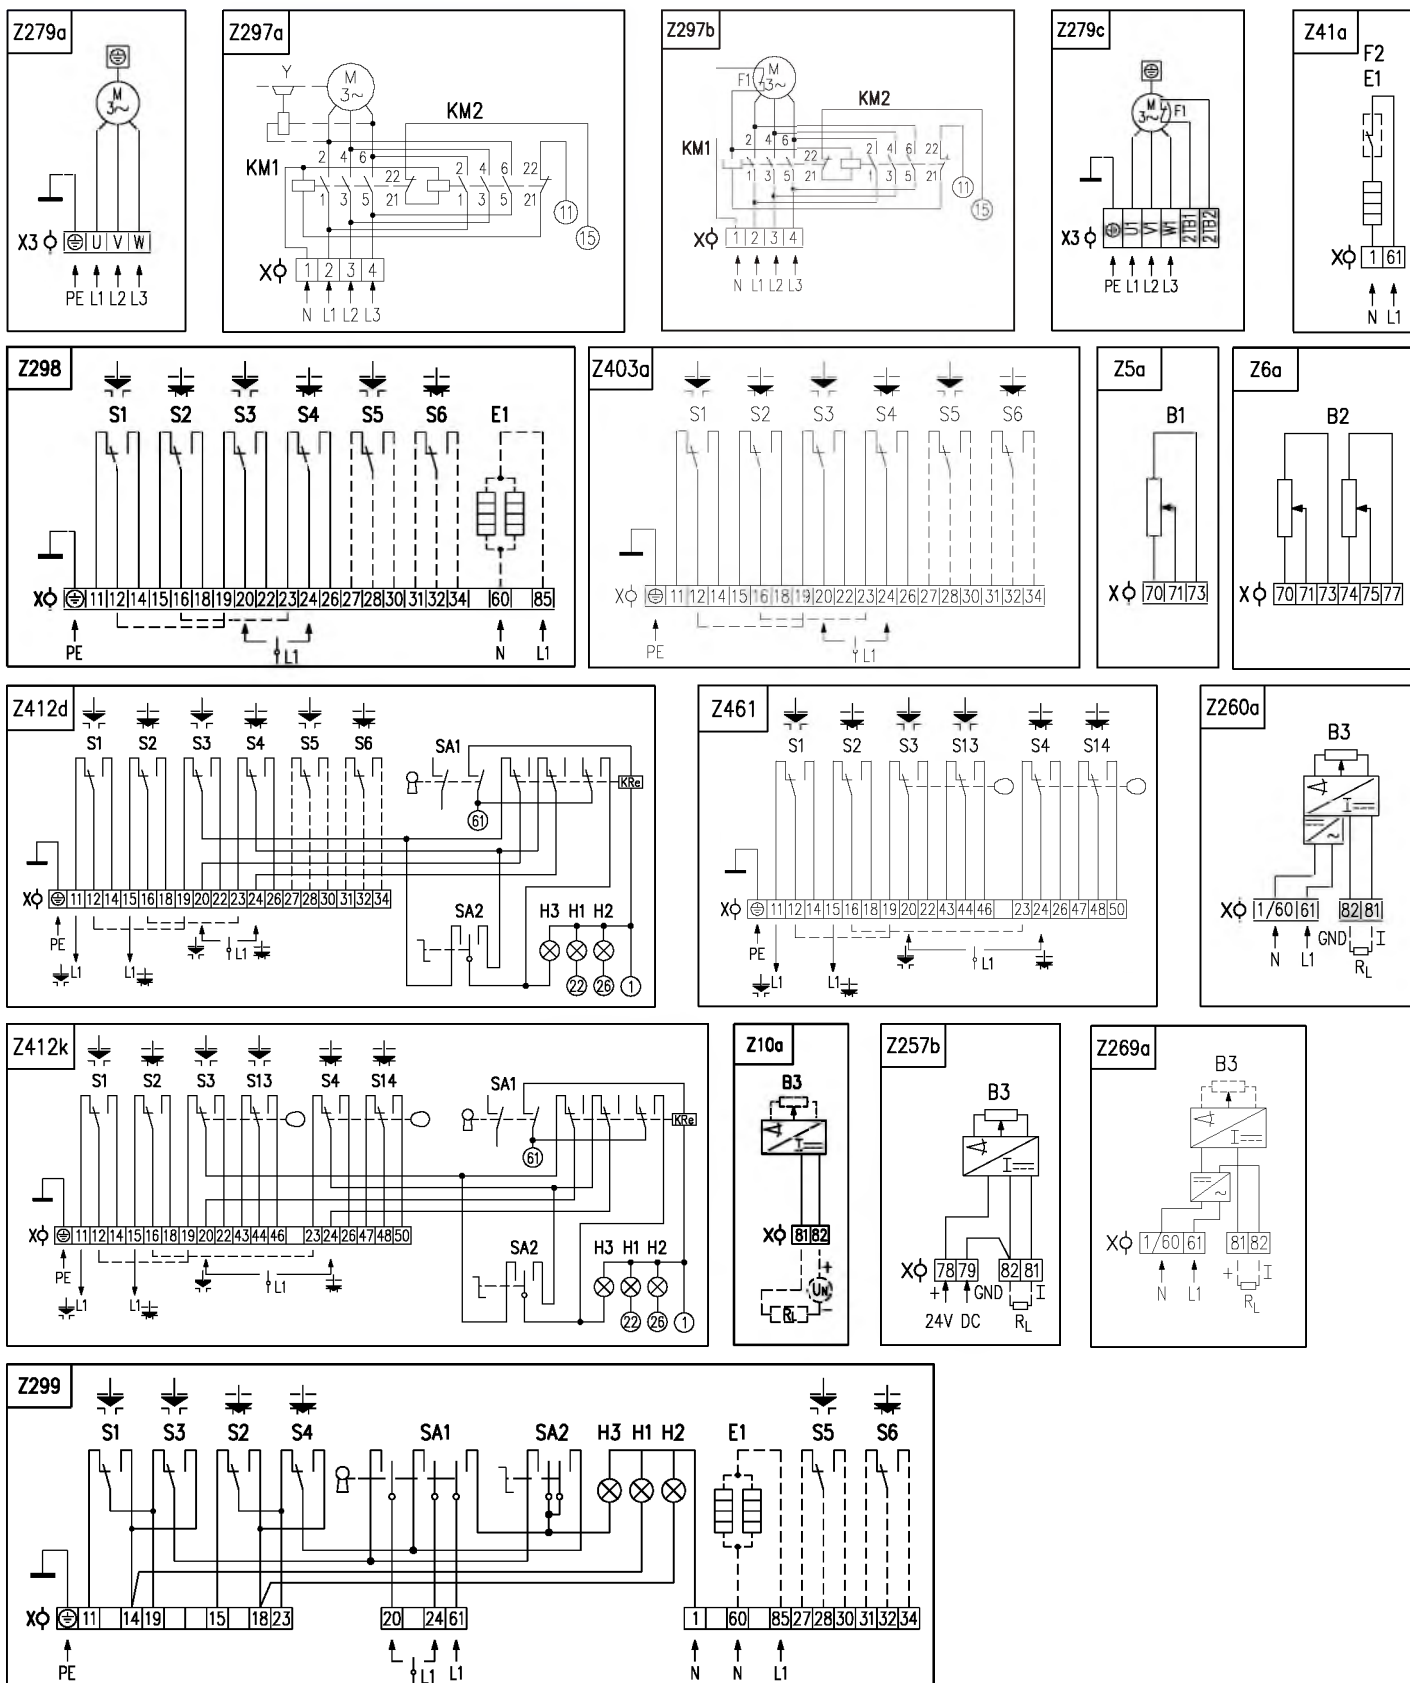 Z279a
M
3~
X3 U V W
PE L1 L2 L3
Z297a
Y
M
3~
KM2
KM1
2 4 6 22 2 4 6 22
1 3 5 21 1 3 5 21
11
15
X 1 2 3 4
N L1 L2 L3
Z297b
M
3~
F1
KM2
KM1
2 4 6 22 2 4 6 22
1 3 5 21 1 3 5 21
11
15
X 1 2 3 4
N L1 L2 L3
Z279c
M
3~
F1
X3 U1 V1 W1 2TB1 2TB2
PE L1 L2 L3
Z41a
F2
E1
X 1 61
N L1
Z298
S1 S2 S3 S4 S5 S6 E1
X 11 12 14 15 16 18 19 20 22 23 24 26 27 28 30 31 32 34 60 85
PE L1 N L1
Z403a
S1 S2 S3 S4 S5 S6
X 11 12 14 15 16 18 19 20 22 23 24 26 27 28 30 31 32 34
PE L1
Z5a
B1
X 70 71 73
Z6a
B2
X 70 71 73 74 75 77
Z412d
S1 S2 S3 S4 S5 S6 SA1
KRe
61
X 11 12 14 15 16 18 19 20 22 23 24 26 27 28 30 31 32 34
SA2 H3 H1 H2
PE L1 L1 L1
22 26 1
Z461
S1 S2 S3 S13 S4 S14
X 11 12 14 15 16 18 19 20 22 43 44 46 23 24 26 47 48 50
PE L1 L1 L1
Z260a
B3
I
X 1/60 61 82 81
N L1 GND I
RL
Z412k
S1 S2 S3 S13 S4 S14 SA1
KRe
61
X 11 12 14 15 16 18 19 20 22 43 44 46 23 24 26 47 48 50
SA2 H3 H1 H2
PE L1 L1 L1
22 26 1
Z10a
B3
I
X 81 82
+
UN
-
RL
Z257b
B3
I
X 78 79 82 81
+ GND I
24V DC RL
Z269a
B3
I
X 1/60 61 81 82
N L1 + I
RL
Z299
S1 S3 S2 S4 SA1 SA2 H3 H1 H2 E1 S5 S6
X 11 14 19 15 18 23 20 24 61 1 60 85 27 28 30 31 32 34
PE L1 L1 N N L1